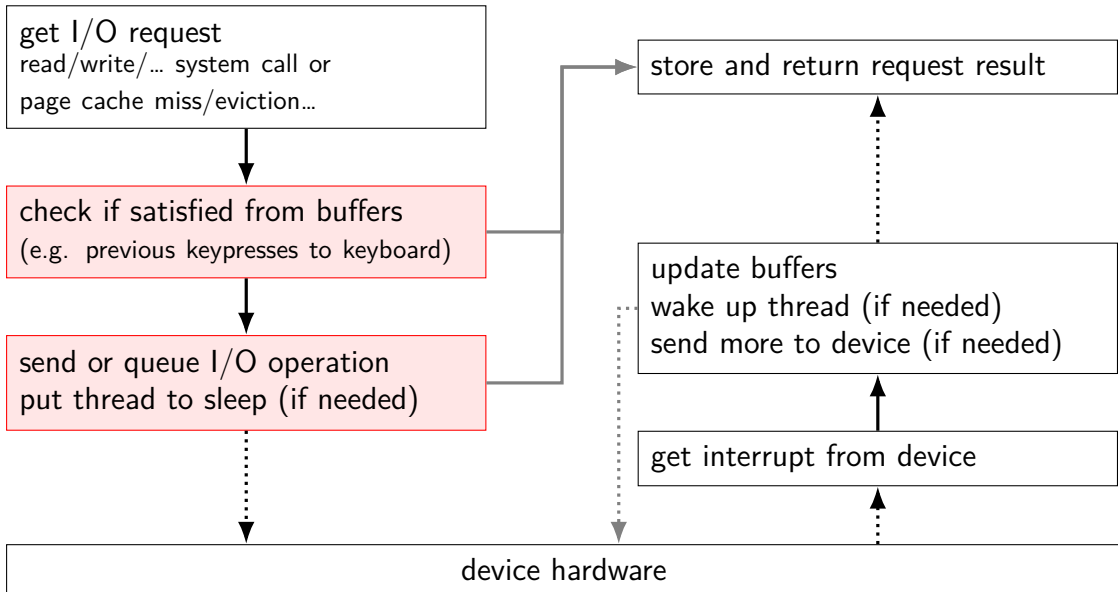 get I/O request
read/write/… system call or
page cache miss/eviction…
check if satisfied from buffers
(e.g. previous keypresses to keyboard)
send or queue I/O operation
put thread to sleep (if needed)
store and return request result
update buffers
wake up thread (if needed)
send more to device (if needed)
get interrupt from device
device hardware